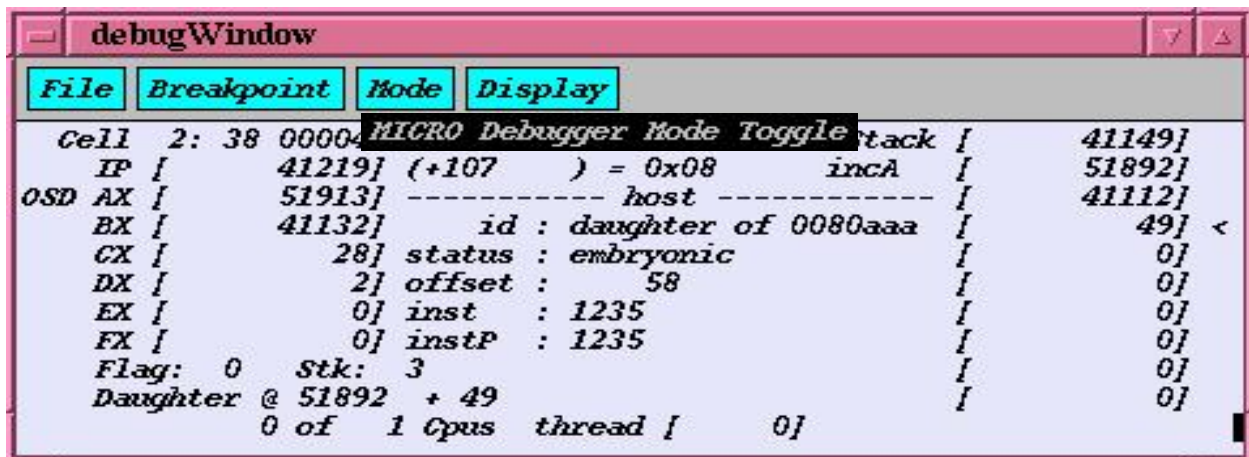 debugWindow
File Breakpoint Mode Display
MICRO Debugger Mode Toggle
Cell 2: 38 00004 tack [ 41149]
IP [ 41219] (+107 ) = 0x08 incA [ 51892]
OSD AX [ 51913] ----------- host ------------ [ 41112]
BX [ 41132] id : daughter of 0080aaa [ 49] <
CX [ 28] status : embryonic [ 0]
DX [ 2] offset : 58 [ 0]
EX [ 0] inst : 1235 [ 0]
FX [ 0] instP : 1235 [ 0]
Flag: 0 Stk: 3 [ 0]
Daughter @ 51892 + 49 [ 0]
0 of 1 Cpus thread [ 0]